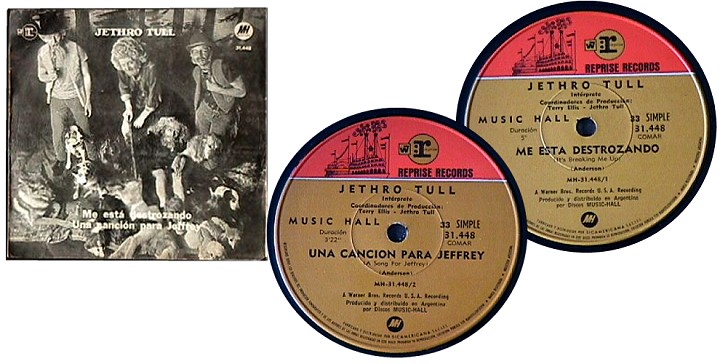 JETHRO TULL
MH
31.448
Me está destrozando
Una canción para Jeffrey
W
r
REPRISE RECORDS
JETHRO TULL
Intérprete
Coordinadores de Producción:
Terry Ellis - Jethro Tull
MUSIC HALL
33 SIMPLE
Duración
31.448
3'22"
COMAR
UNA CANCION PARA JEFFREY
(A Song For Jeffrey)
(Anderson)
MH-31.448/2
A Warner Bros. Records U.S.A. Recording
Producido y distribuido en Argentina
por Discos MUSIC-HALL
MH
W
r
REPRISE RECORDS
JETHRO TULL
Intérprete
Coordinadores de Producción:
Terry Ellis - Jethro Tull
MUSIC HALL
33 SIMPLE
Duración
31.448
5"
COMAR
ME ESTA DESTROZANDO
(It's Breaking Me Up)
(Anderson)
MH-31.448/1
A Warner Bros. Records U.S.A. Recording
Producido y distribuido en Argentina
por Discos MUSIC-HALL
MH